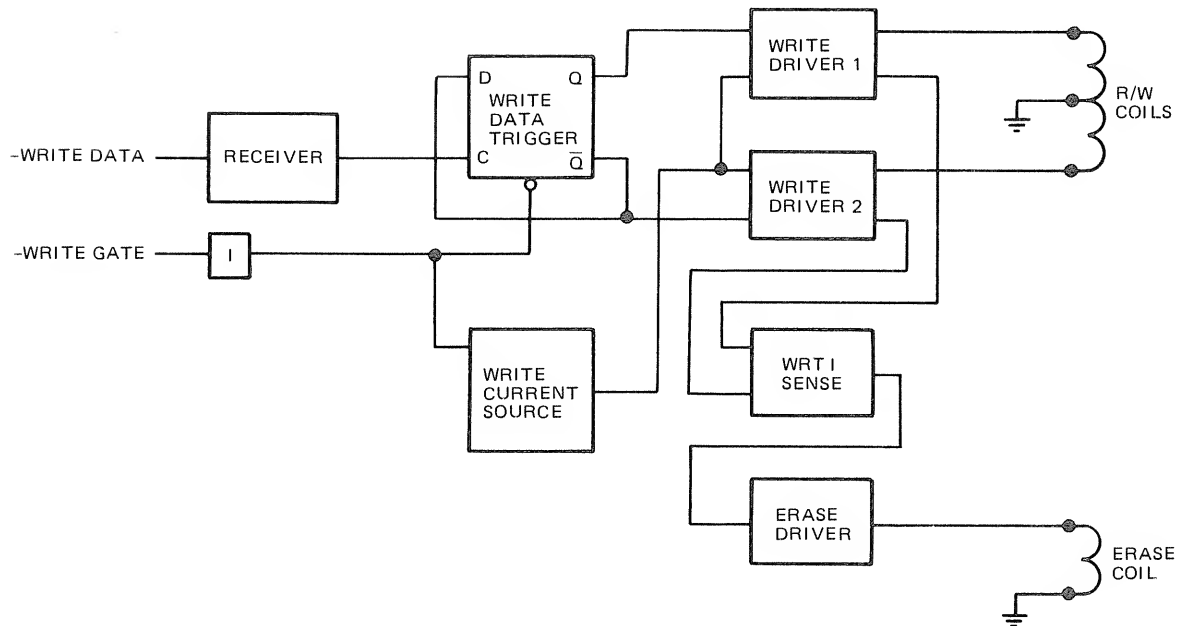 WRITE
DRIVER 1
R/W
COILS
D
Q
WRITE
DATA
TRIGGER
C
Q̅
–WRITE DATA
RECEIVER
WRITE
DRIVER 2
–WRITE GATE
I
WRITE
CURRENT
SOURCE
WRT I
SENSE
ERASE
DRIVER
ERASE
COIL